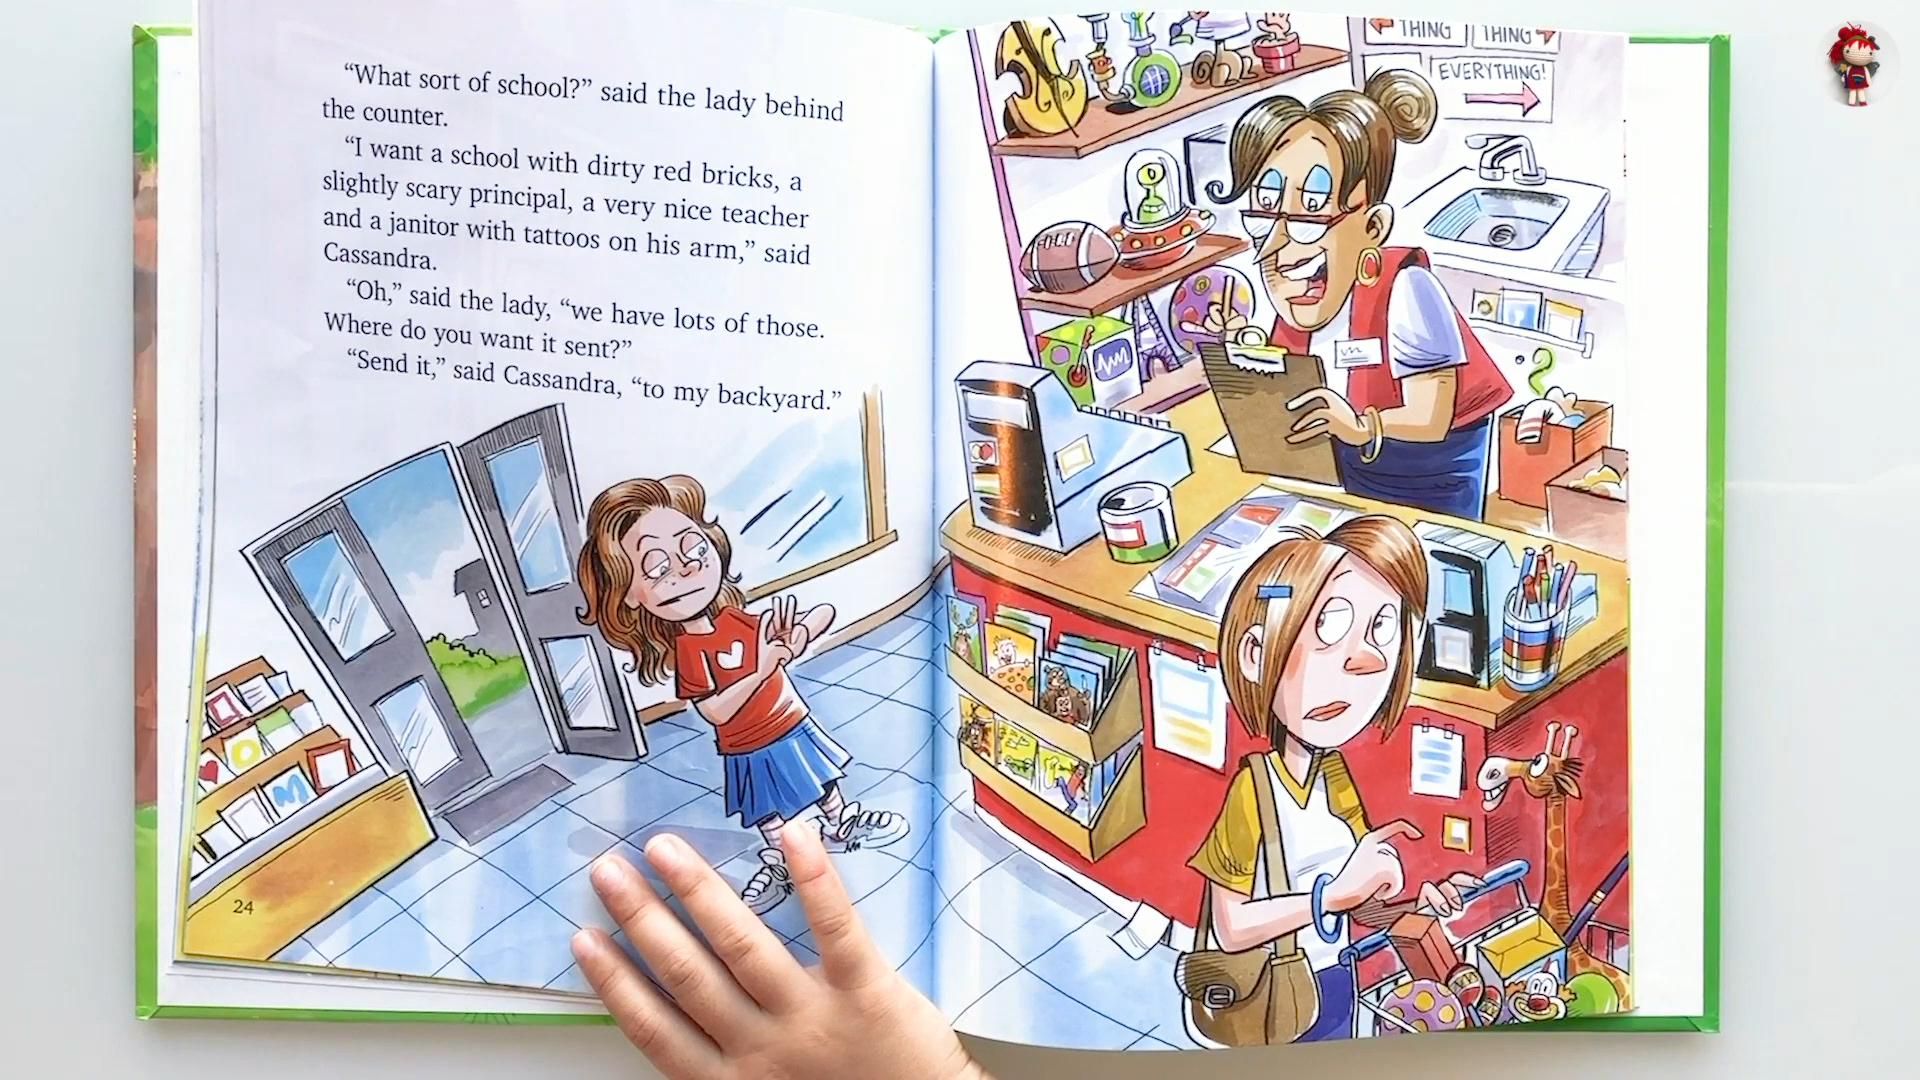 “What sort of school?” said the lady behind
the counter.
“I want a school with dirty red bricks, a
slightly scary principal, a very nice teacher
and a janitor with tattoos on his arm,” said
Cassandra.
“Oh,” said the lady, “we have lots of those.
Where do you want it sent?”
“Send it,” said Cassandra, “to my backyard.”
24
THING
THING
EVERYTHING!